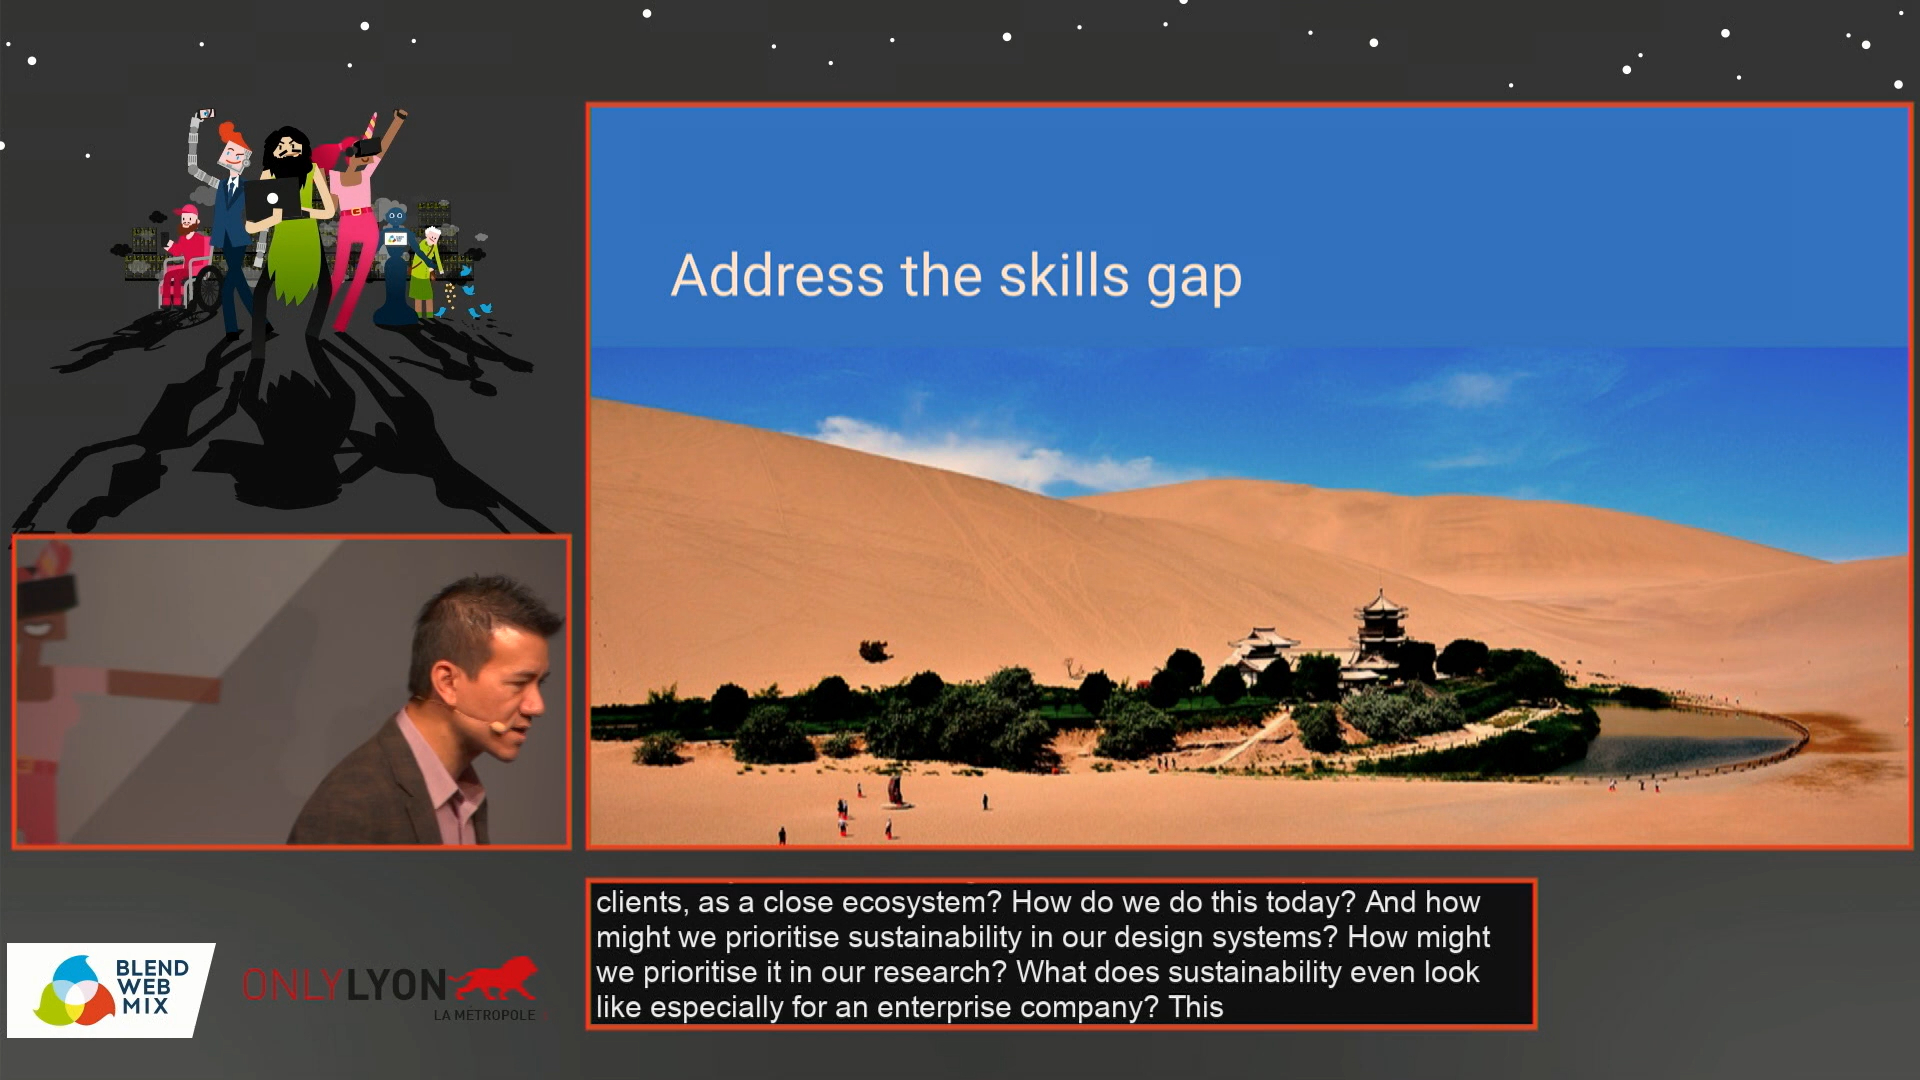 Address the skills gap
clients, as a close ecosystem? How do we do this today? And how
might we prioritise sustainability in our design systems? How might
we prioritise it in our research? What does sustainability even look
like especially for an enterprise company? This
BLEND
WEB
MIX
ONLYLYON
LA MÉTROPOLE